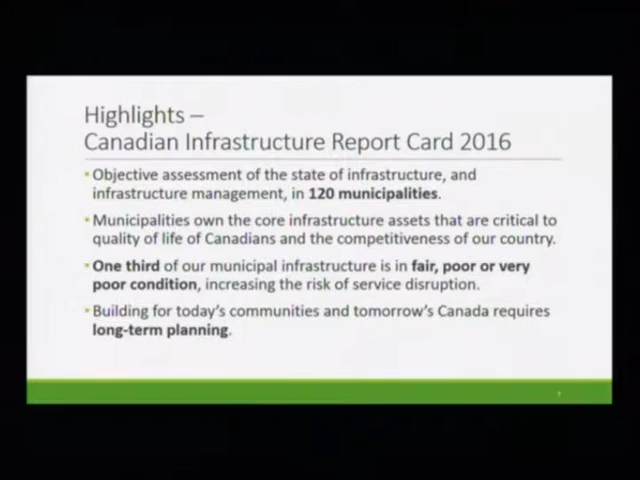 Highlights –
Canadian Infrastructure Report Card 2016
• Objective assessment of the state of infrastructure, and
infrastructure management, in 120 municipalities.
• Municipalities own the core infrastructure assets that are critical to
quality of life of Canadians and the competitiveness of our country.
• One third of our municipal infrastructure is in fair, poor or very
poor condition, increasing the risk of service disruption.
• Building for today's communities and tomorrow's Canada requires
long-term planning.